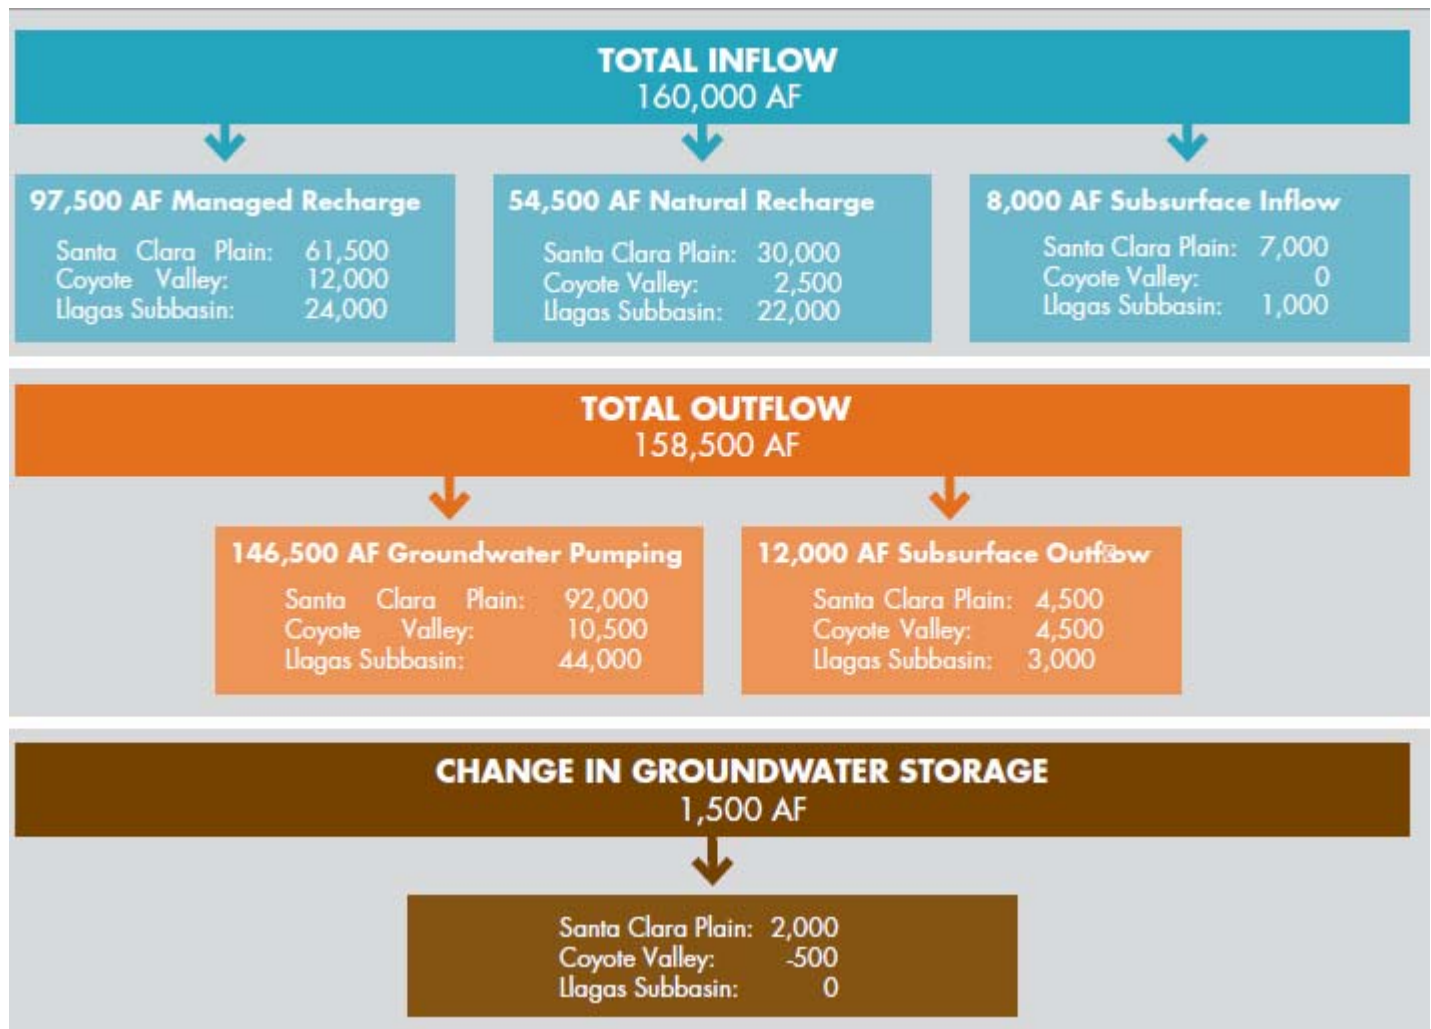 TOTAL INFLOW
160,000 AF
97,500 AF Managed Recharge
Santa Clara Plain: 61,500
Coyote Valley: 12,000
Llagas Subbasin: 24,000
54,500 AF Natural Recharge
Santa Clara Plain: 30,000
Coyote Valley: 2,500
Llagas Subbasin: 22,000
8,000 AF Subsurface Inflow
Santa Clara Plain: 7,000
Coyote Valley: 0
Llagas Subbasin: 1,000
TOTAL OUTFLOW
158,500 AF
146,500 AF Groundwater Pumping
Santa Clara Plain: 92,000
Coyote Valley: 10,500
Llagas Subbasin: 44,000
12,000 AF Subsurface Outflow
Santa Clara Plain: 4,500
Coyote Valley: 4,500
Llagas Subbasin: 3,000
CHANGE IN GROUNDWATER STORAGE
1,500 AF
Santa Clara Plain: 2,000
Coyote Valley: -500
Llagas Subbasin: 0